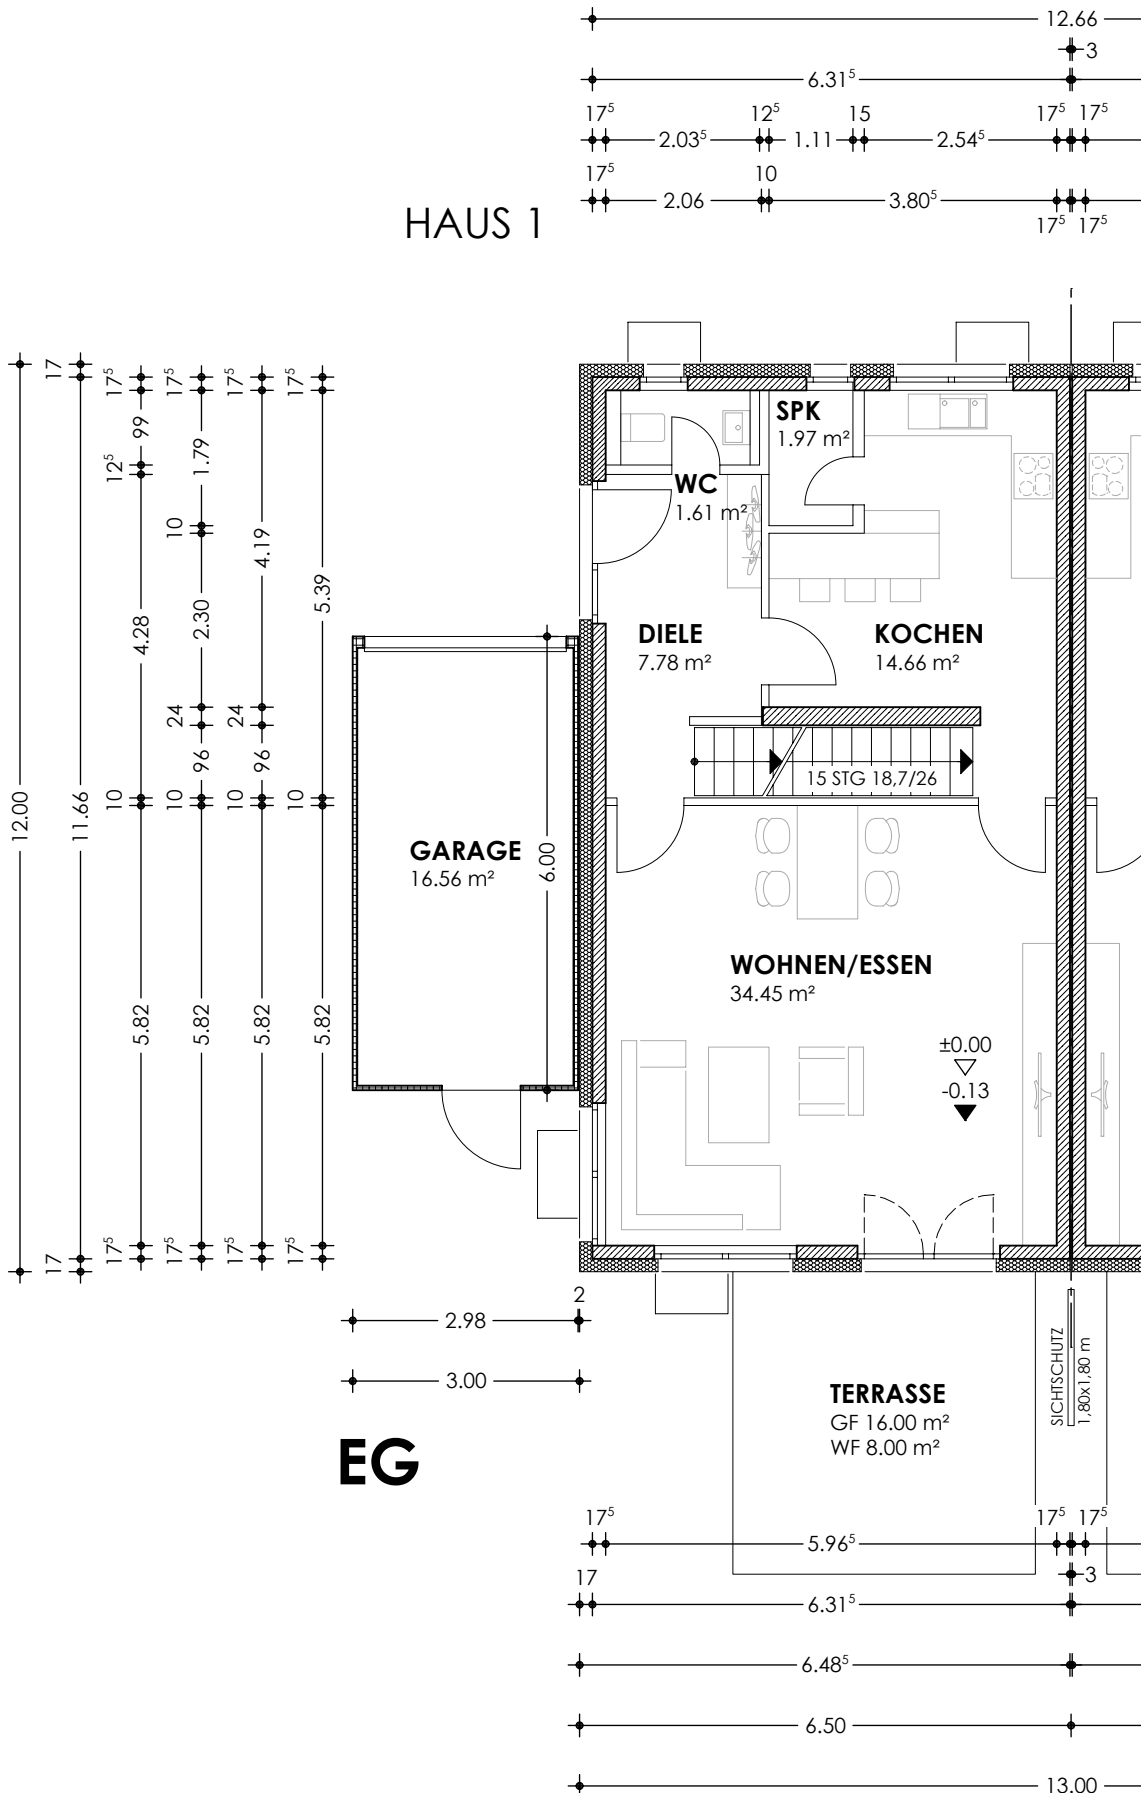 12.66
3
6.31⁵
17⁵ 12⁵ 15 17⁵ 17⁵
2.03⁵ 1.11 2.54⁵
17⁵ 10
2.06 3.80⁵
17⁵ 17⁵
HAUS 1
12.00
17
11.66
17
17⁵
99
12⁵
4.28
10
5.82
17⁵
17⁵
1.79
10
2.30
24
96
10
5.82
17⁵
17⁵
4.19
24
96
10
5.82
17⁵
17⁵
5.39
10
5.82
17⁵
SPK
1.97 m²
WC
1.61 m²
DIELE
7.78 m²
KOCHEN
14.66 m²
15 STG 18,7/26
GARAGE
16.56 m²
6.00
WOHNEN/ESSEN
34.45 m²
±0.00
-0.13
2
2.98
3.00
EG
TERRASSE
GF 16.00 m²
WF 8.00 m²
SICHTSCHUTZ
1,80x1,80 m
17⁵ 17⁵ 17⁵
5.96⁵
3
17
6.31⁵
6.48⁵
6.50
13.00